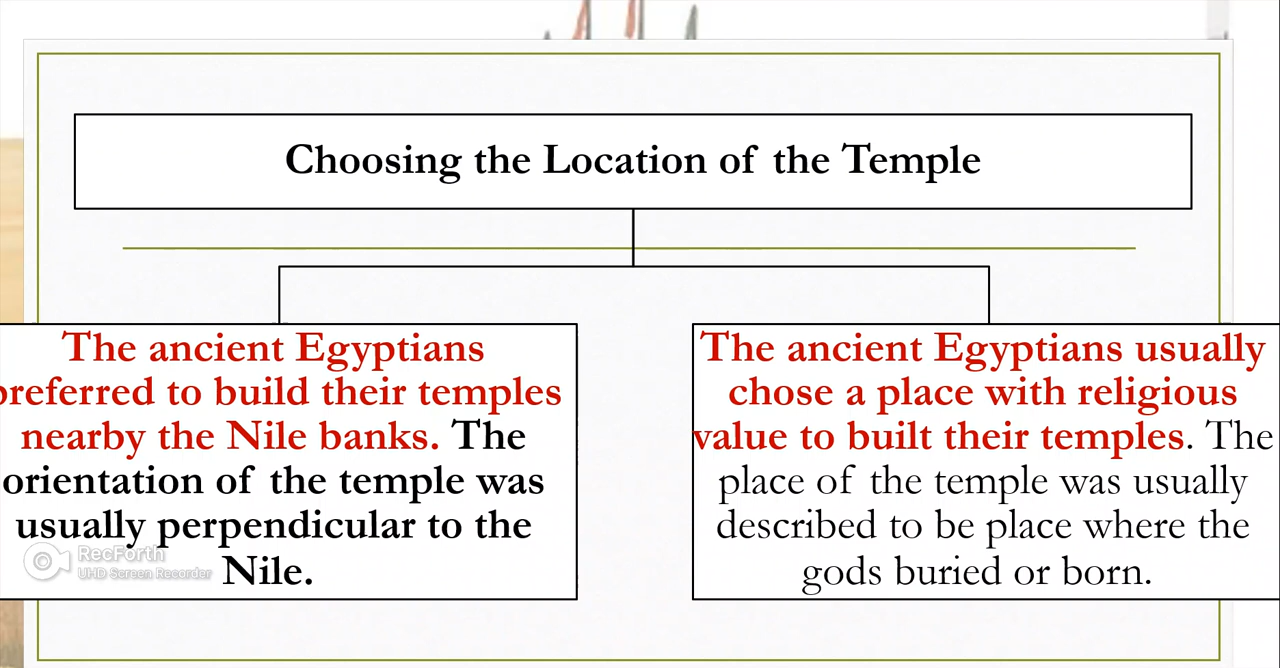 Choosing the Location of the Temple
The ancient Egyptians
preferred to build their temples
nearby the Nile banks. The
orientation of the temple was
usually perpendicular to the
Nile.
The ancient Egyptians usually
chose a place with religious
value to built their temples. The
place of the temple was usually
described to be place where the
gods buried or born.
RecForth
UHD Screen Recorder